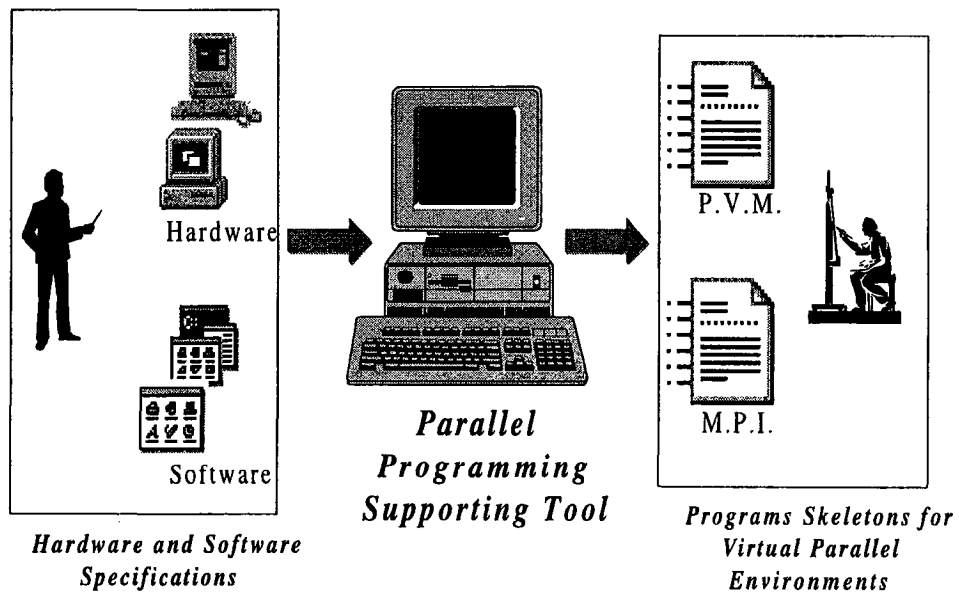 Hardware
Software
Hardware and Software
Specifications
Parallel
Programming
Supporting Tool
P.V.M.
M.P.I.
Programs Skeletons for
Virtual Parallel
Environments